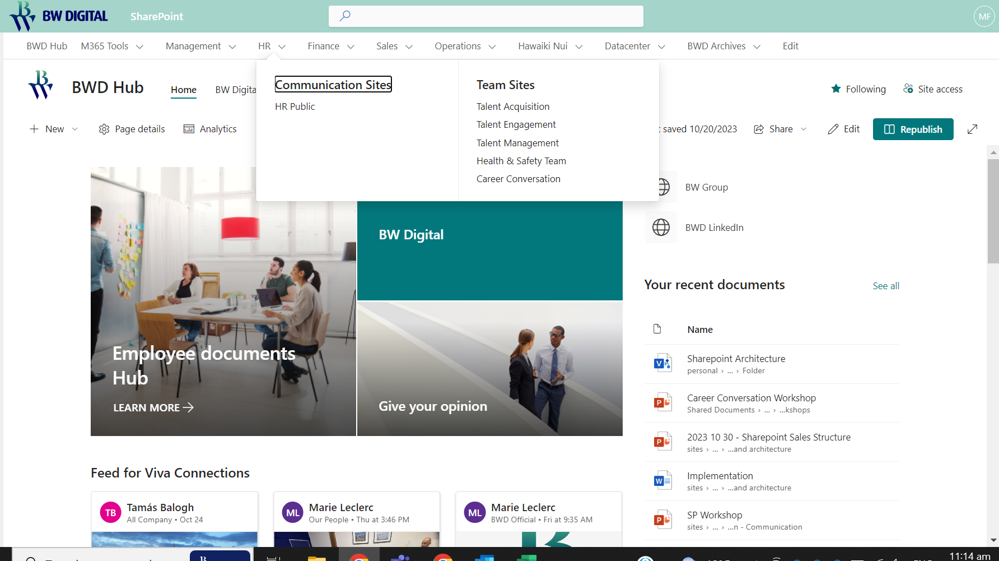 BW DIGITAL
SharePoint
MF
BWD Hub M365 Tools Management HR Finance Sales Operations Hawaiki Nui Datacenter BWD Archives Edit
BWD Hub
Home
BW Digita
Following
Site access
Communication Sites
HR Public
Team Sites
Talent Acquisition
Talent Engagement
Talent Management
Health & Safety Team
Career Conversation
New
Page details
Analytics
t saved 10/20/2023
Share
Edit
Republish
Employee documents
Hub
LEARN MORE
BW Digital
Give your opinion
BW Group
BWD LinkedIn
Your recent documents
See all
Name
Sharepoint Architecture
personal › ... › Folder
Career Conversation Workshop
Shared Documents › ... › ...kshops
2023 10 30 - Sharepoint Sales Structure
sites › ... › ...and architecture
Implementation
sites › ... › ...and architecture
SP Workshop
sites › ... › ...n - Communication
Feed for Viva Connections
TB
Tamás Balogh
All Company • Oct 24
ML
Marie Leclerc
Our People • Thu at 3:46 PM
ML
Marie Leclerc
BWD Official • Fri at 9:35 AM
11:14 am